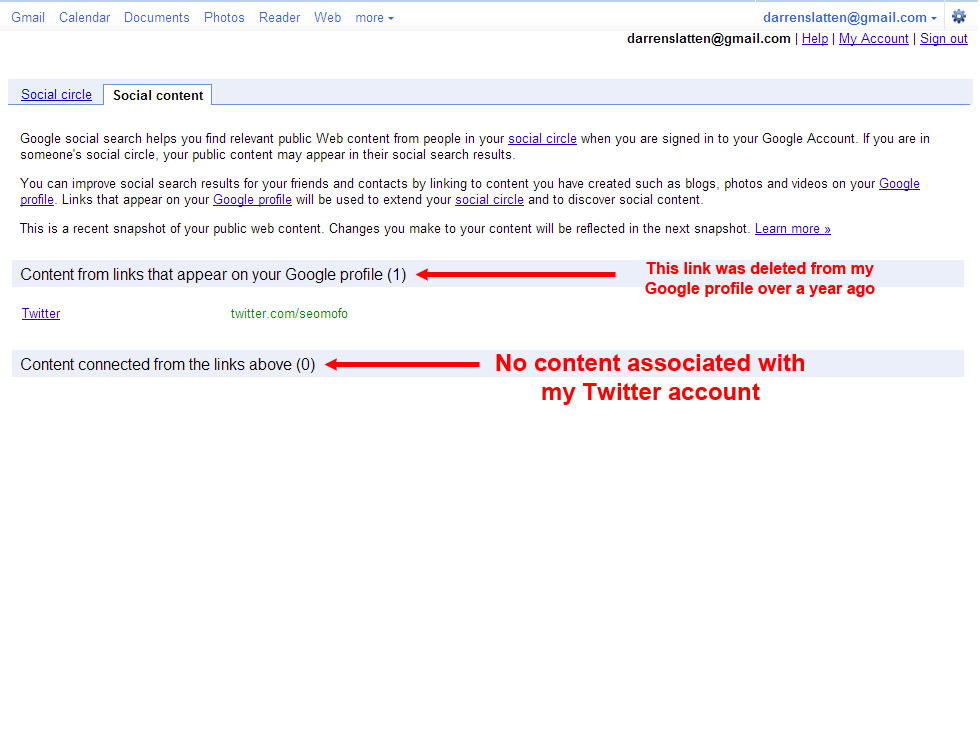 Gmail Calendar Documents Photos Reader Web more darrenslatten@gmail.com
darrenslatten@gmail.com | Help | My Account | Sign out
Social circle Social content
Google social search helps you find relevant public Web content from people in your social circle when you are signed in to your Google Account. If you are in
someone's social circle, your public content may appear in their social search results.
You can improve social search results for your friends and contacts by linking to content you have created such as blogs, photos and videos on your Google
profile. Links that appear on your Google profile will be used to extend your social circle and to discover social content.
This is a recent snapshot of your public web content. Changes you make to your content will be reflected in the next snapshot. Learn more »
Content from links that appear on your Google profile (1)
This link was deleted from my
Google profile over a year ago
Twitter twitter.com/seomofo
Content connected from the links above (0)
No content associated with
my Twitter account